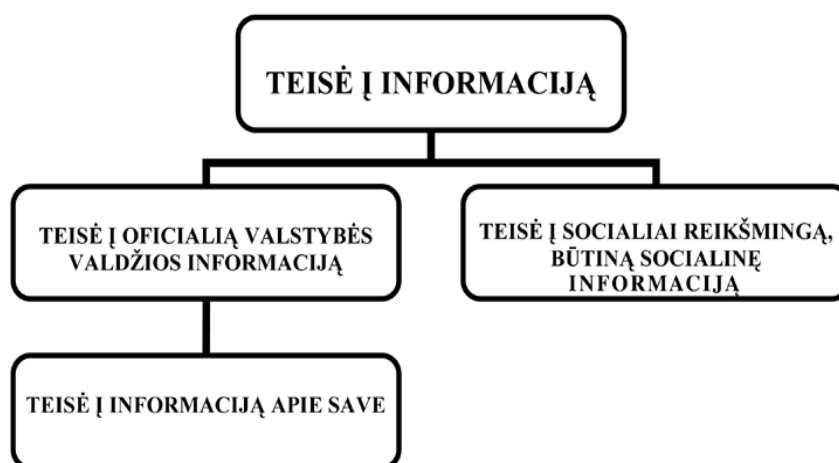 TEISĖ Į INFORMACIJĄ
TEISĖ Į OFICIALIĄ VALSTYBĖS
VALDŽIOS INFORMACIJĄ
TEISĖ Į SOCIALIAI REIKŠMINGĄ,
BŪTINĄ SOCIALINĘ
INFORMACIJĄ
TEISĖ Į INFORMACIJĄ APIE SAVE